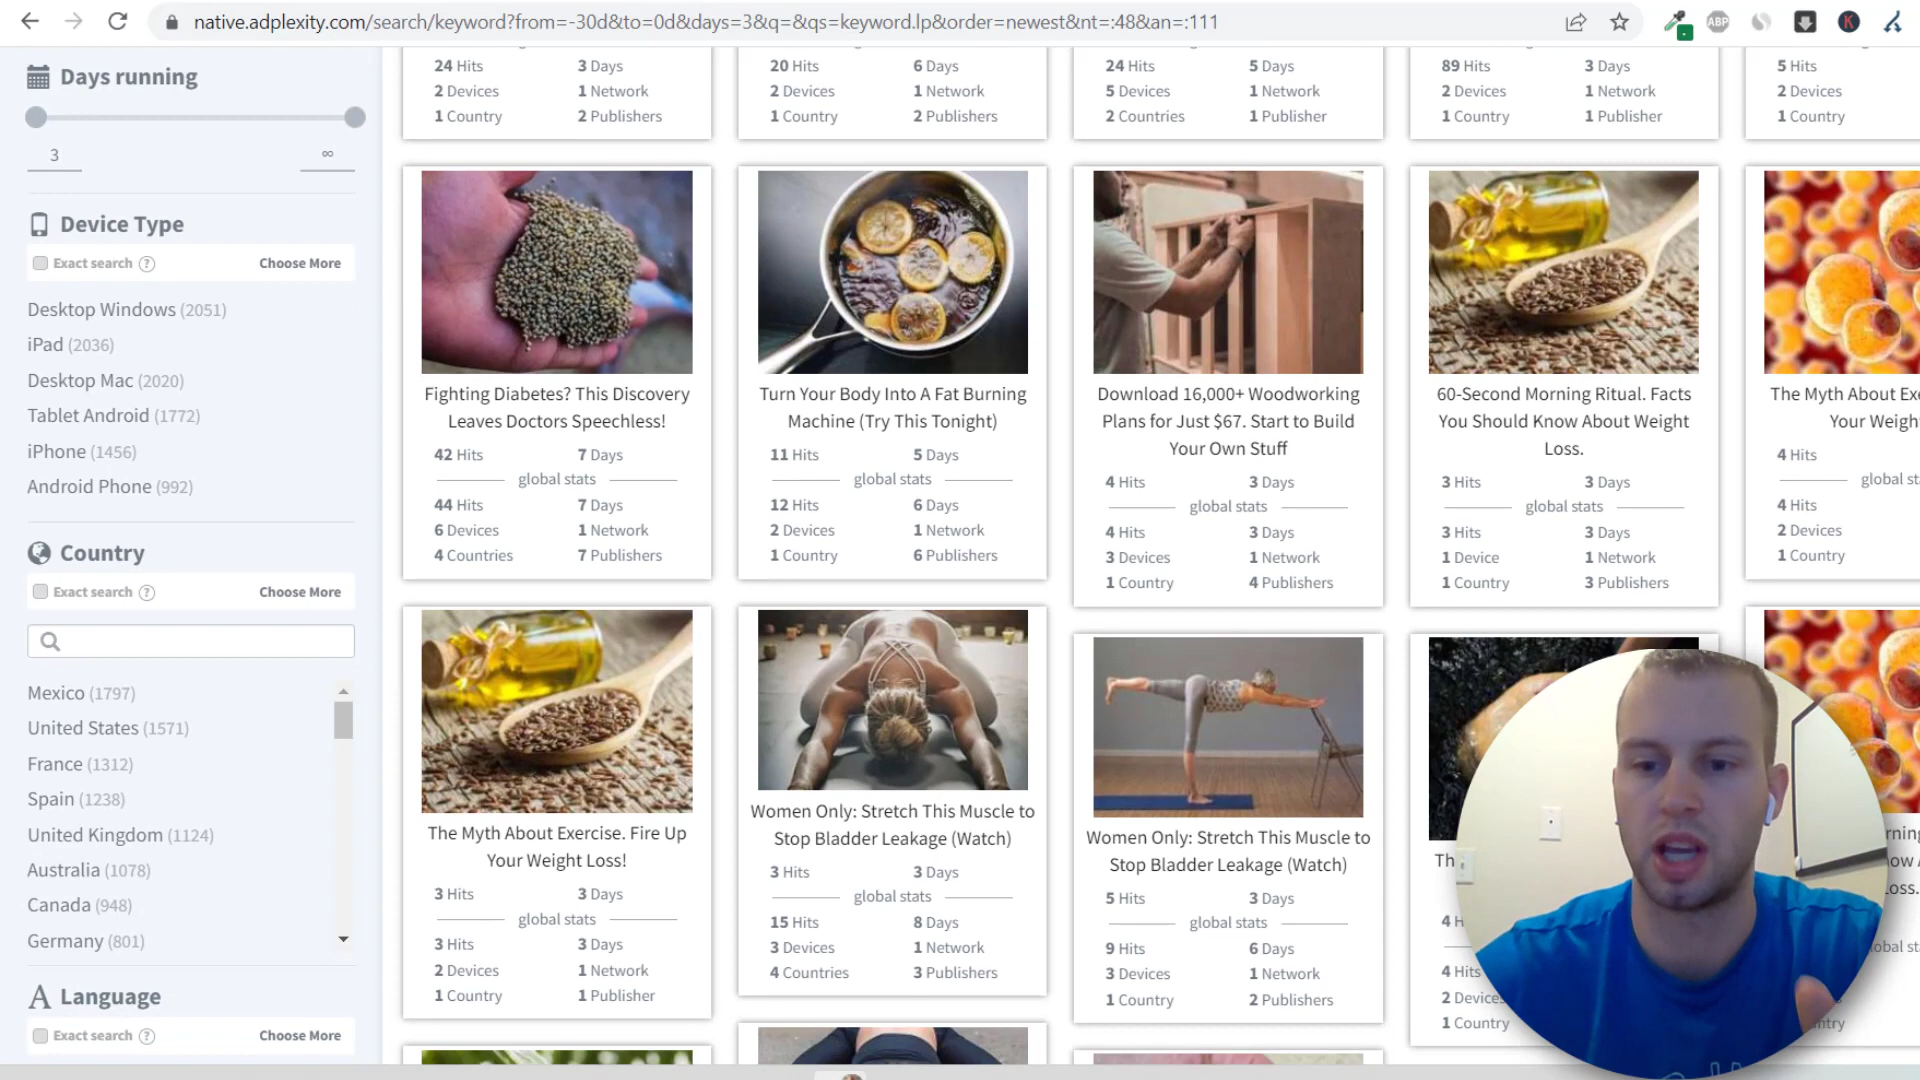 native.adplexity.com/search/keyword?from=-30d&to=0d&days=3&q=&qs=keyword.lp&order=newest&nt=:48&an=:111
ABP
K
Days running
3
∞
Device Type
Exact search ?
Choose More
Desktop Windows (2051)
iPad (2036)
Desktop Mac (2020)
Tablet Android (1772)
iPhone (1456)
Android Phone (992)
Country
Exact search ?
Choose More
Mexico (1797)
United States (1571)
France (1312)
Spain (1238)
United Kingdom (1124)
Australia (1078)
Canada (948)
Germany (801)
Language
Exact search ?
Choose More
24 Hits 3 Days
2 Devices 1 Network
1 Country 2 Publishers
20 Hits 6 Days
2 Devices 1 Network
1 Country 2 Publishers
24 Hits 5 Days
5 Devices 1 Network
2 Countries 1 Publisher
89 Hits 3 Days
2 Devices 1 Network
1 Country 1 Publisher
5 Hits
2 Devices
1 Country
Fighting Diabetes? This Discovery
Leaves Doctors Speechless!
42 Hits 7 Days
global stats
44 Hits 7 Days
6 Devices 1 Network
4 Countries 7 Publishers
Turn Your Body Into A Fat Burning
Machine (Try This Tonight)
11 Hits 5 Days
global stats
12 Hits 6 Days
2 Devices 1 Network
1 Country 6 Publishers
Download 16,000+ Woodworking
Plans for Just $67. Start to Build
Your Own Stuff
4 Hits 3 Days
global stats
4 Hits 3 Days
3 Devices 1 Network
1 Country 4 Publishers
60-Second Morning Ritual. Facts
You Should Know About Weight
Loss.
3 Hits 3 Days
global stats
3 Hits 3 Days
1 Device 1 Network
1 Country 3 Publishers
The Myth About Exe
Your Weigh
4 Hits
global st
4 Hits
2 Devices
1 Country
The Myth About Exercise. Fire Up
Your Weight Loss!
3 Hits 3 Days
global stats
3 Hits 3 Days
2 Devices 1 Network
1 Country 1 Publisher
Women Only: Stretch This Muscle to
Stop Bladder Leakage (Watch)
3 Hits 3 Days
global stats
15 Hits 8 Days
3 Devices 1 Network
4 Countries 3 Publishers
Women Only: Stretch This Muscle to
Stop Bladder Leakage (Watch)
5 Hits 3 Days
global stats
9 Hits 6 Days
3 Devices 1 Network
1 Country 2 Publishers
Th
4 H
4 Hits
2 Devices
1 Country